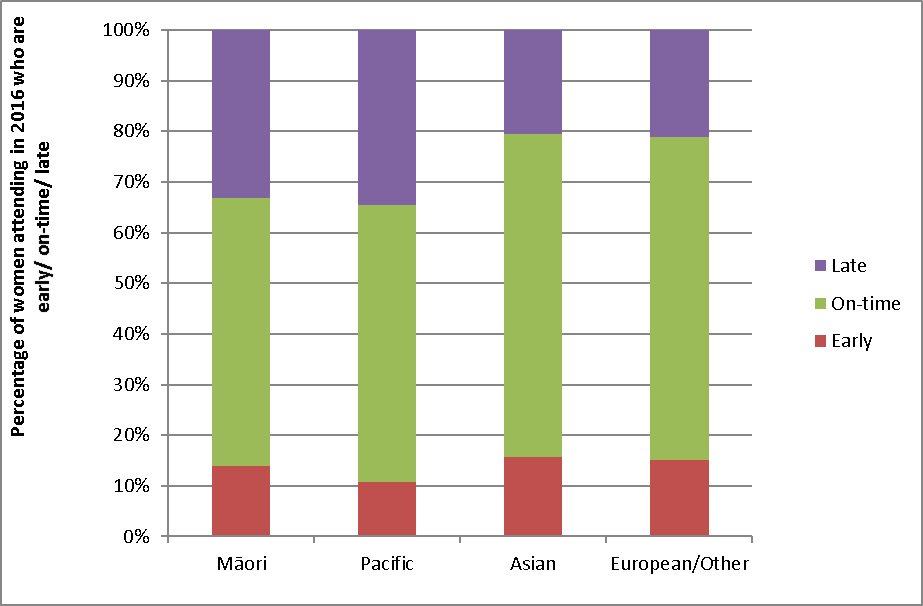 Percentage of women attending in 2016 who are
early/ on-time/ late
100%
90%
80%
70%
60%
50%
40%
30%
20%
10%
0%
Māori Pacific Asian European/Other
Late
On-time
Early